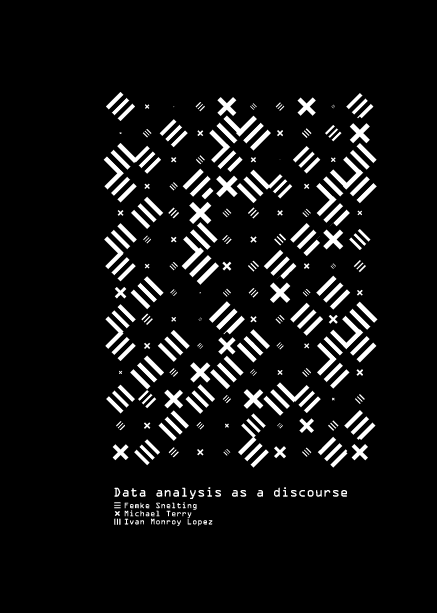 Data analysis as a discourse
Femke Snelting
Michael Terry
Ivan Monroy Lopez